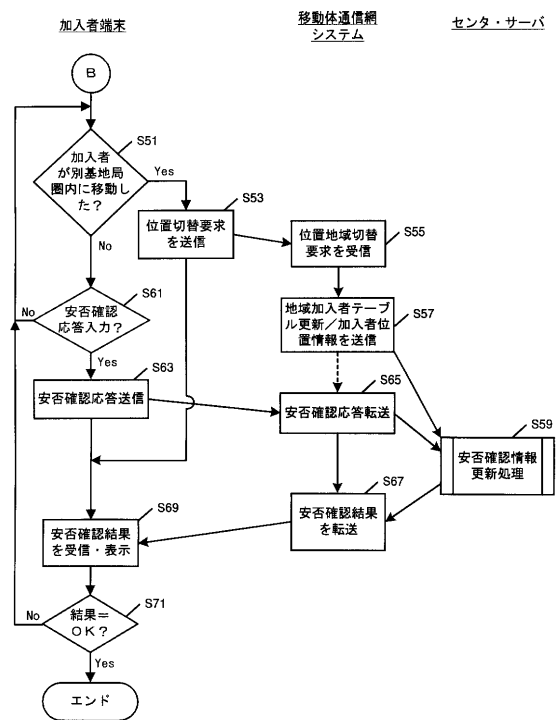 加入者端末
移動体通信網
システム
センタ・サーバ
B
S51
加入者
が別基地局
圏内に移動し
た？
Yes
No
S53
位置切替要求
を送信
S55
位置地域切替
要求を受信
S57
地域加入者テーブ
ル更新／加入者位
置情報を送信
S61
安否確認
応答入力？
No
Yes
S63
安否確認応答送信
S65
安否確認応答転送
S59
安否確認情報
更新処理
S67
安否確認結果
を転送
S69
安否確認結果
を受信・表示
S71
結果＝
ＯＫ？
No
Yes
エンド